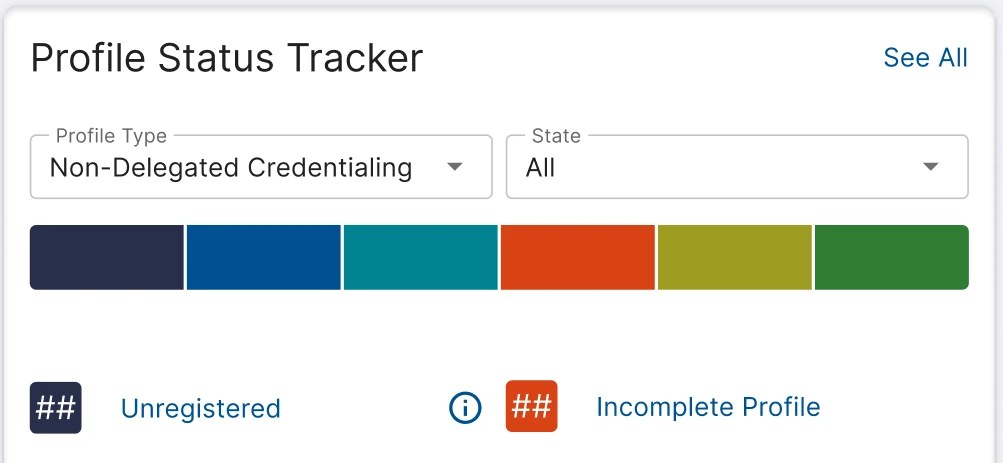 Profile Status Tracker
See All
Profile Type
Non-Delegated Credentialing
State
All
## Unregistered
## Incomplete Profile